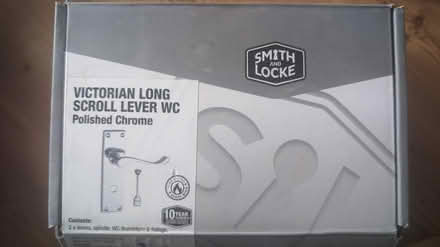 SMITH
AND
LOCKE
VICTORIAN LONG
SCROLL LEVER WC
Polished Chrome
Contents:
10 YEAR